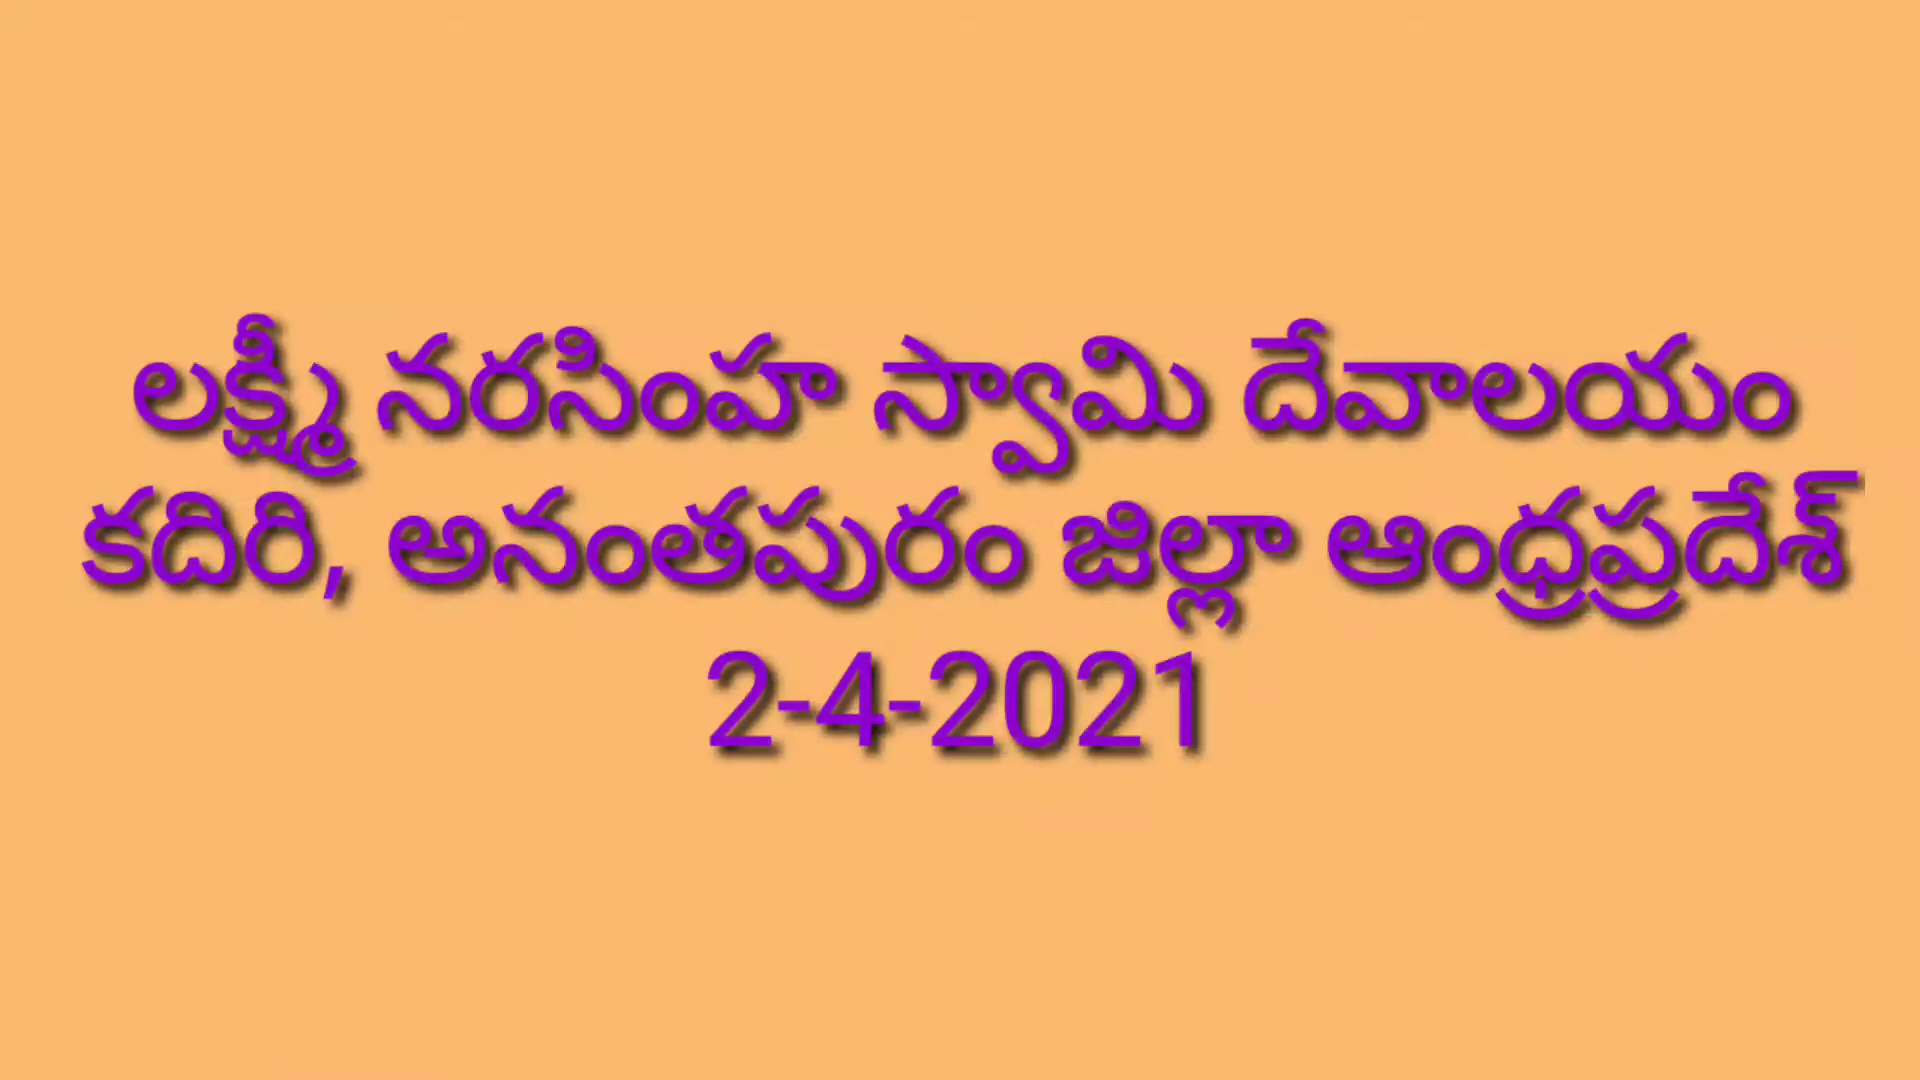 లక్ష్మీ నరసింహ స్వామి దేవాలయం
కదిరి, అనంతపురం జిల్లా ఆంధ్రప్రదేశ్
2-4-2021